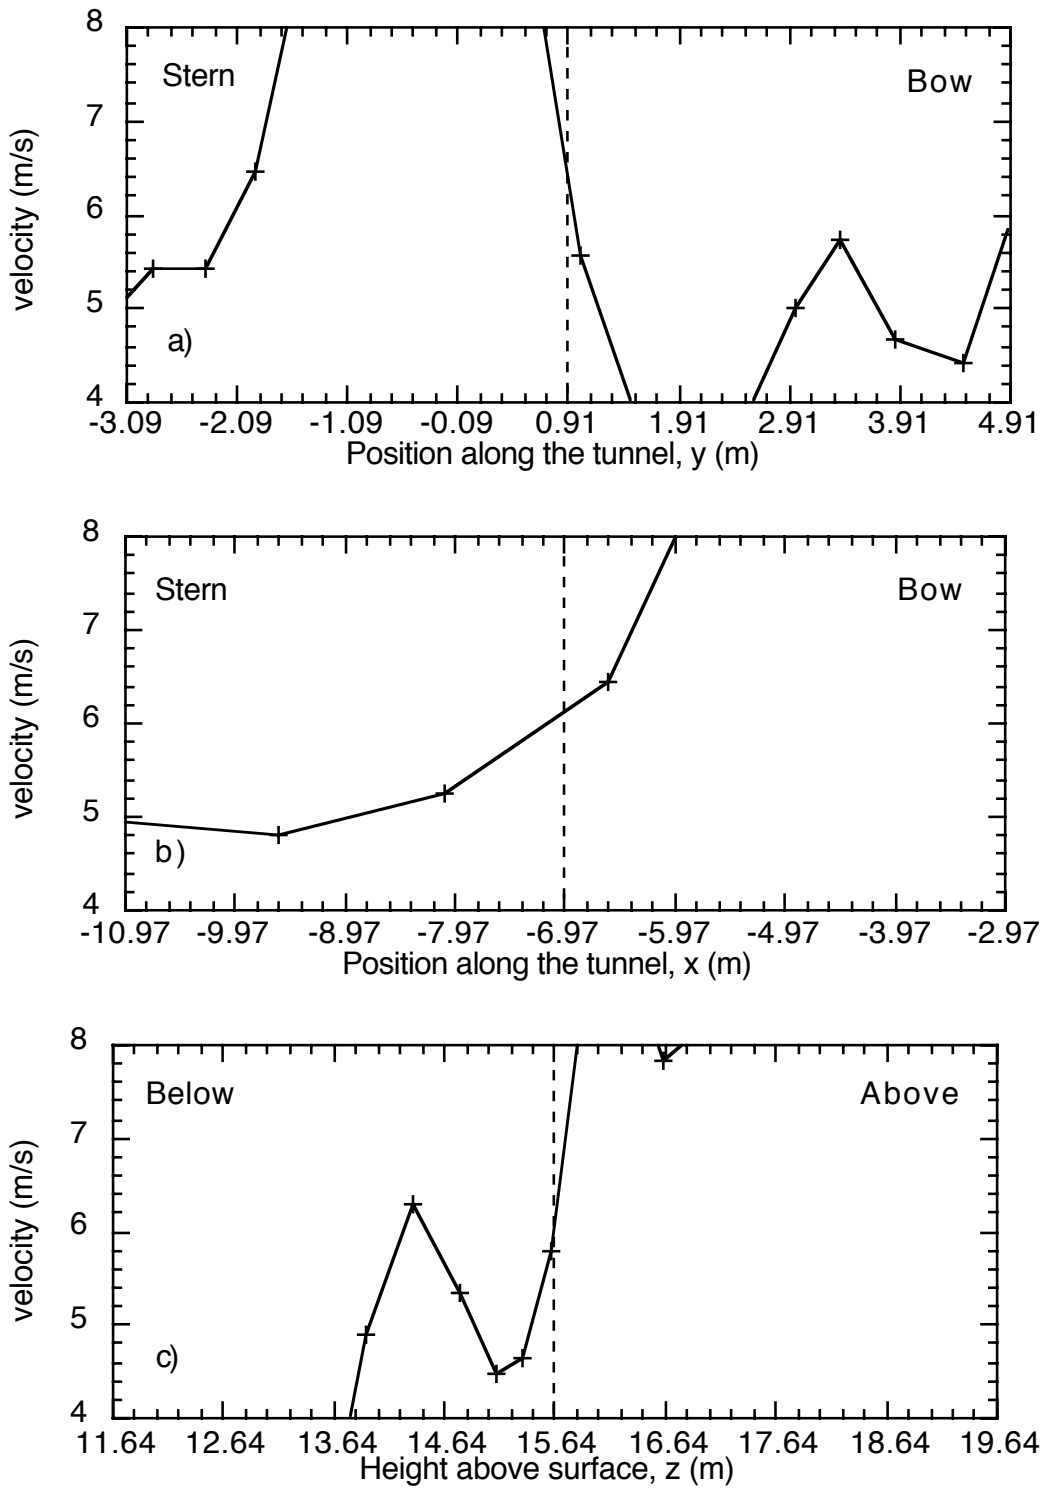 8
Stern
Bow
7
velocity (m/s)
6
5
a)
4
-3.09 -2.09 -1.09 -0.09 0.91 1.91 2.91 3.91 4.91
Position along the tunnel, y (m)
8
Stern
Bow
7
velocity (m/s)
6
5
b)
4
-10.97 -9.97 -8.97 -7.97 -6.97 -5.97 -4.97 -3.97 -2.97
Position along the tunnel, x (m)
8
Below
Above
7
velocity (m/s)
6
5
c)
4
11.64 12.64 13.64 14.64 15.64 16.64 17.64 18.64 19.64
Height above surface, z (m)